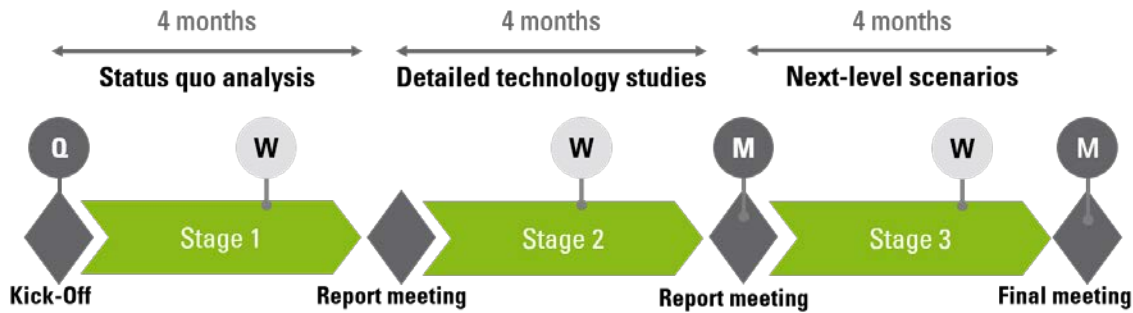 4 months
4 months
4 months
Status quo analysis
Detailed technology studies
Next-level scenarios
Q
W
W
M
W
M
Stage 1
Stage 2
Stage 3
Kick-Off
Report meeting
Report meeting
Final meeting